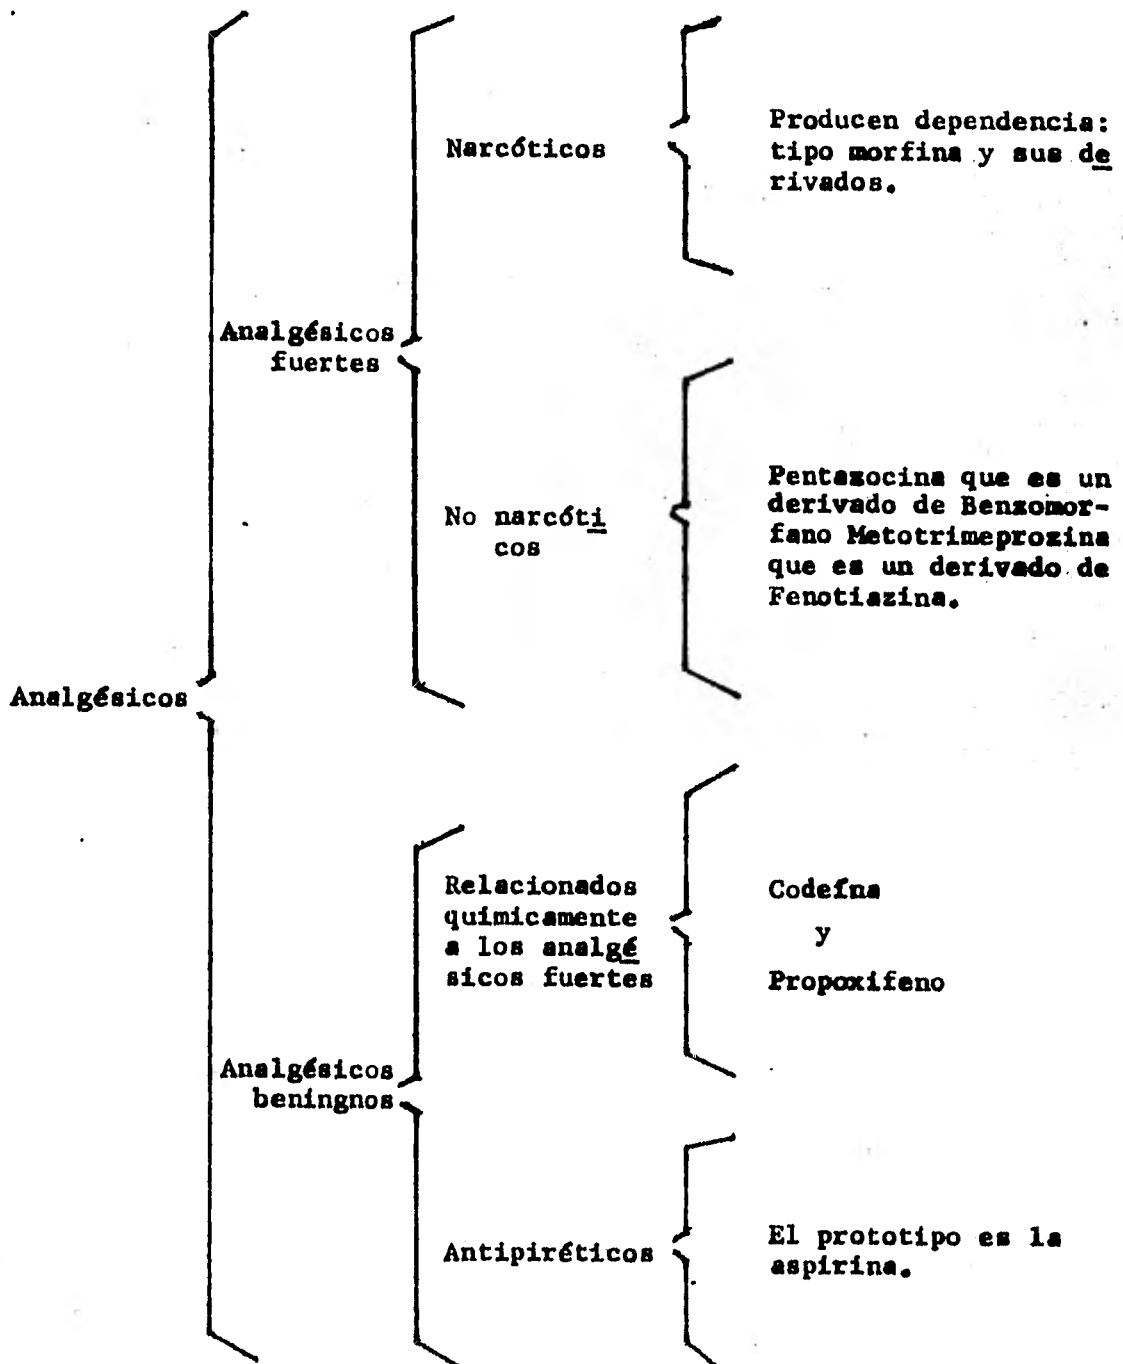 Narcóticos
Producen dependencia:
tipo morfina y sus de
rivados.
Analgésicos
fuertes
No narcóti
cos
Pentazocina que es un
derivado de Benzomor-
fano Metotrimeprozina
que es un derivado de
Fenotiazina.
Analgésicos
Relacionados
químicamente
a los analgé
sicos fuertes
Codeína
y
Propoxifeno
Analgésicos
beningnos
Antipiréticos
El prototipo es la
aspirina.